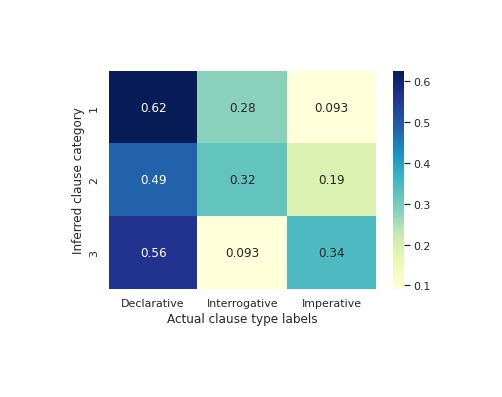 0.6
1 0.62 0.28 0.093
0.5
2 0.49 0.32 0.19
0.4
0.3
3 0.56 0.093 0.34
0.2
0.1
Inferred clause category
Declarative Interrogative Imperative
Actual clause type labels